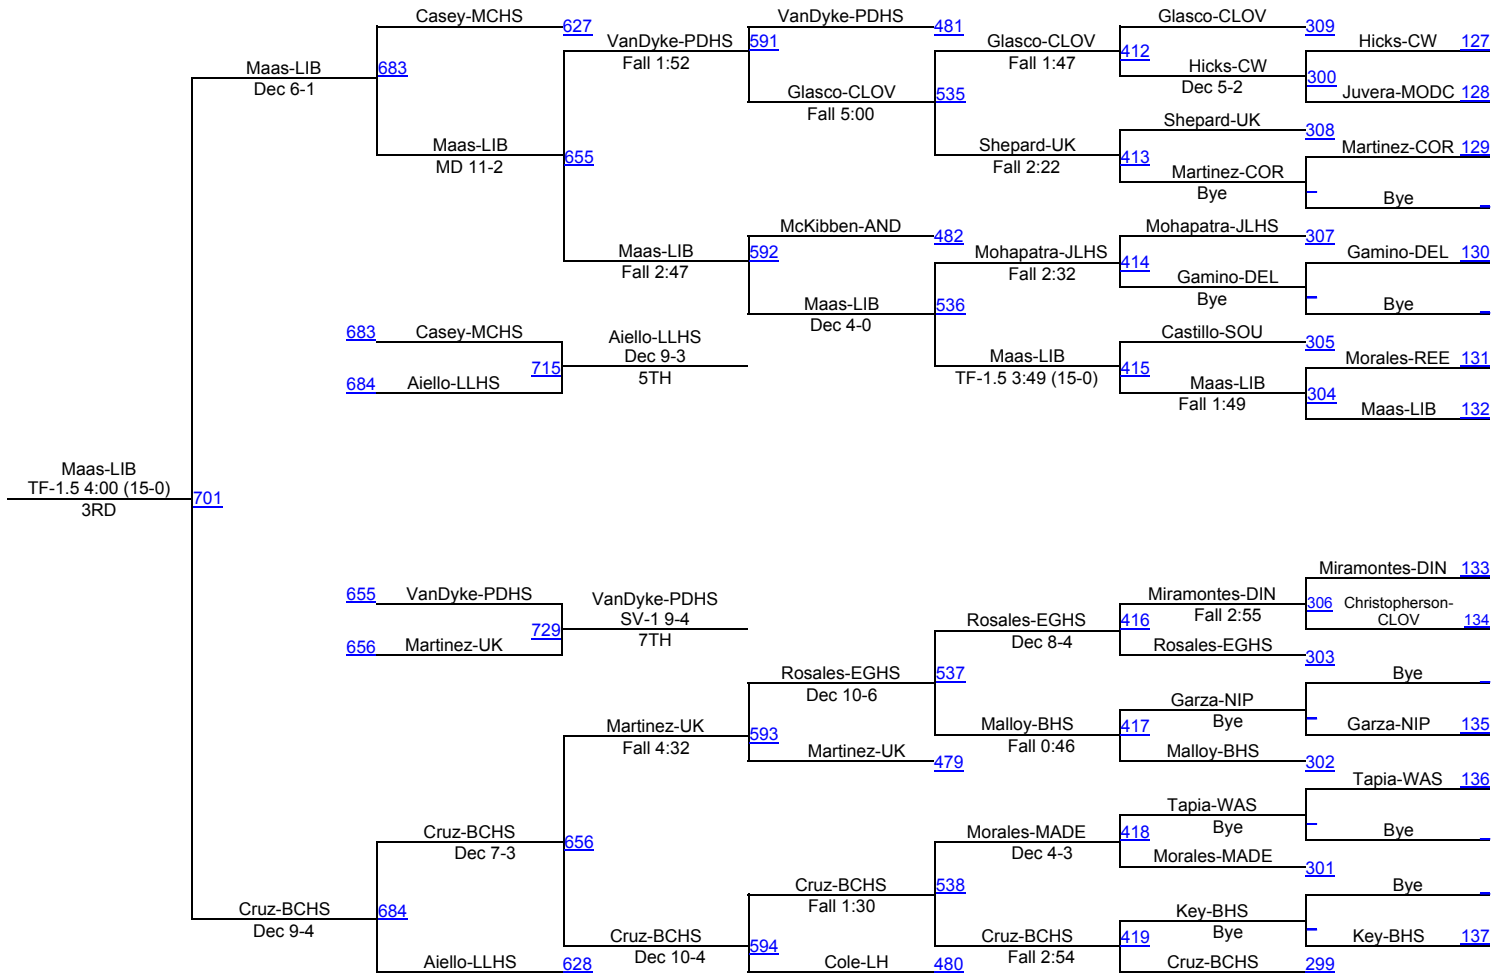 Casey-MCHS
627
VanDyke-PDHS
481
Glasco-CLOV
309
VanDyke-PDHS
Fall 1:52
591
Glasco-CLOV
Fall 1:47
412
Hicks-CW
127
Maas-LIB
Dec 6-1
683
Hicks-CW
Dec 5-2
300
Glasco-CLOV
Fall 5:00
535
Juvera-MODC
128
Shepard-UK
308
Maas-LIB
MD 11-2
655
Shepard-UK
Fall 2:22
413
Martinez-COR
129
Martinez-COR
Bye
Bye
McKibben-AND
482
Mohapatra-JLHS
307
Maas-LIB
Fall 2:47
592
Mohapatra-JLHS
Fall 2:32
414
Gamino-DEL
130
Gamino-DEL
Bye
Maas-LIB
Dec 4-0
536
Bye
683
Casey-MCHS
Aiello-LLHS
Dec 9-3
5TH
715
684
Aiello-LLHS
Castillo-SOU
305
Maas-LIB
TF-1.5 3:49 (15-0)
415
Morales-REE
131
Maas-LIB
Fall 1:49
304
Maas-LIB
132
Maas-LIB
TF-1.5 4:00 (15-0)
3RD
701
Miramontes-DIN
133
655
VanDyke-PDHS
VanDyke-PDHS
SV-1 9-4
7TH
729
656
Martinez-UK
Miramontes-DIN
Fall 2:55
306
Christopherson-
CLOV
134
Rosales-EGHS
Dec 8-4
416
Rosales-EGHS
303
Rosales-EGHS
Dec 10-6
537
Bye
Garza-NIP
Bye
Martinez-UK
Fall 4:32
593
Malloy-BHS
Fall 0:46
417
Garza-NIP
135
Martinez-UK
479
Malloy-BHS
302
Tapia-WAS
136
Tapia-WAS
Bye
Cruz-BCHS
Dec 7-3
656
Morales-MADE
Dec 4-3
418
Bye
Morales-MADE
301
Cruz-BCHS
Fall 1:30
538
Bye
Cruz-BCHS
Dec 9-4
684
Key-BHS
Bye
Cruz-BCHS
Dec 10-4
594
Cruz-BCHS
Fall 2:54
419
Key-BHS
137
Aiello-LLHS
628
Cole-LH
480
Cruz-BCHS
299